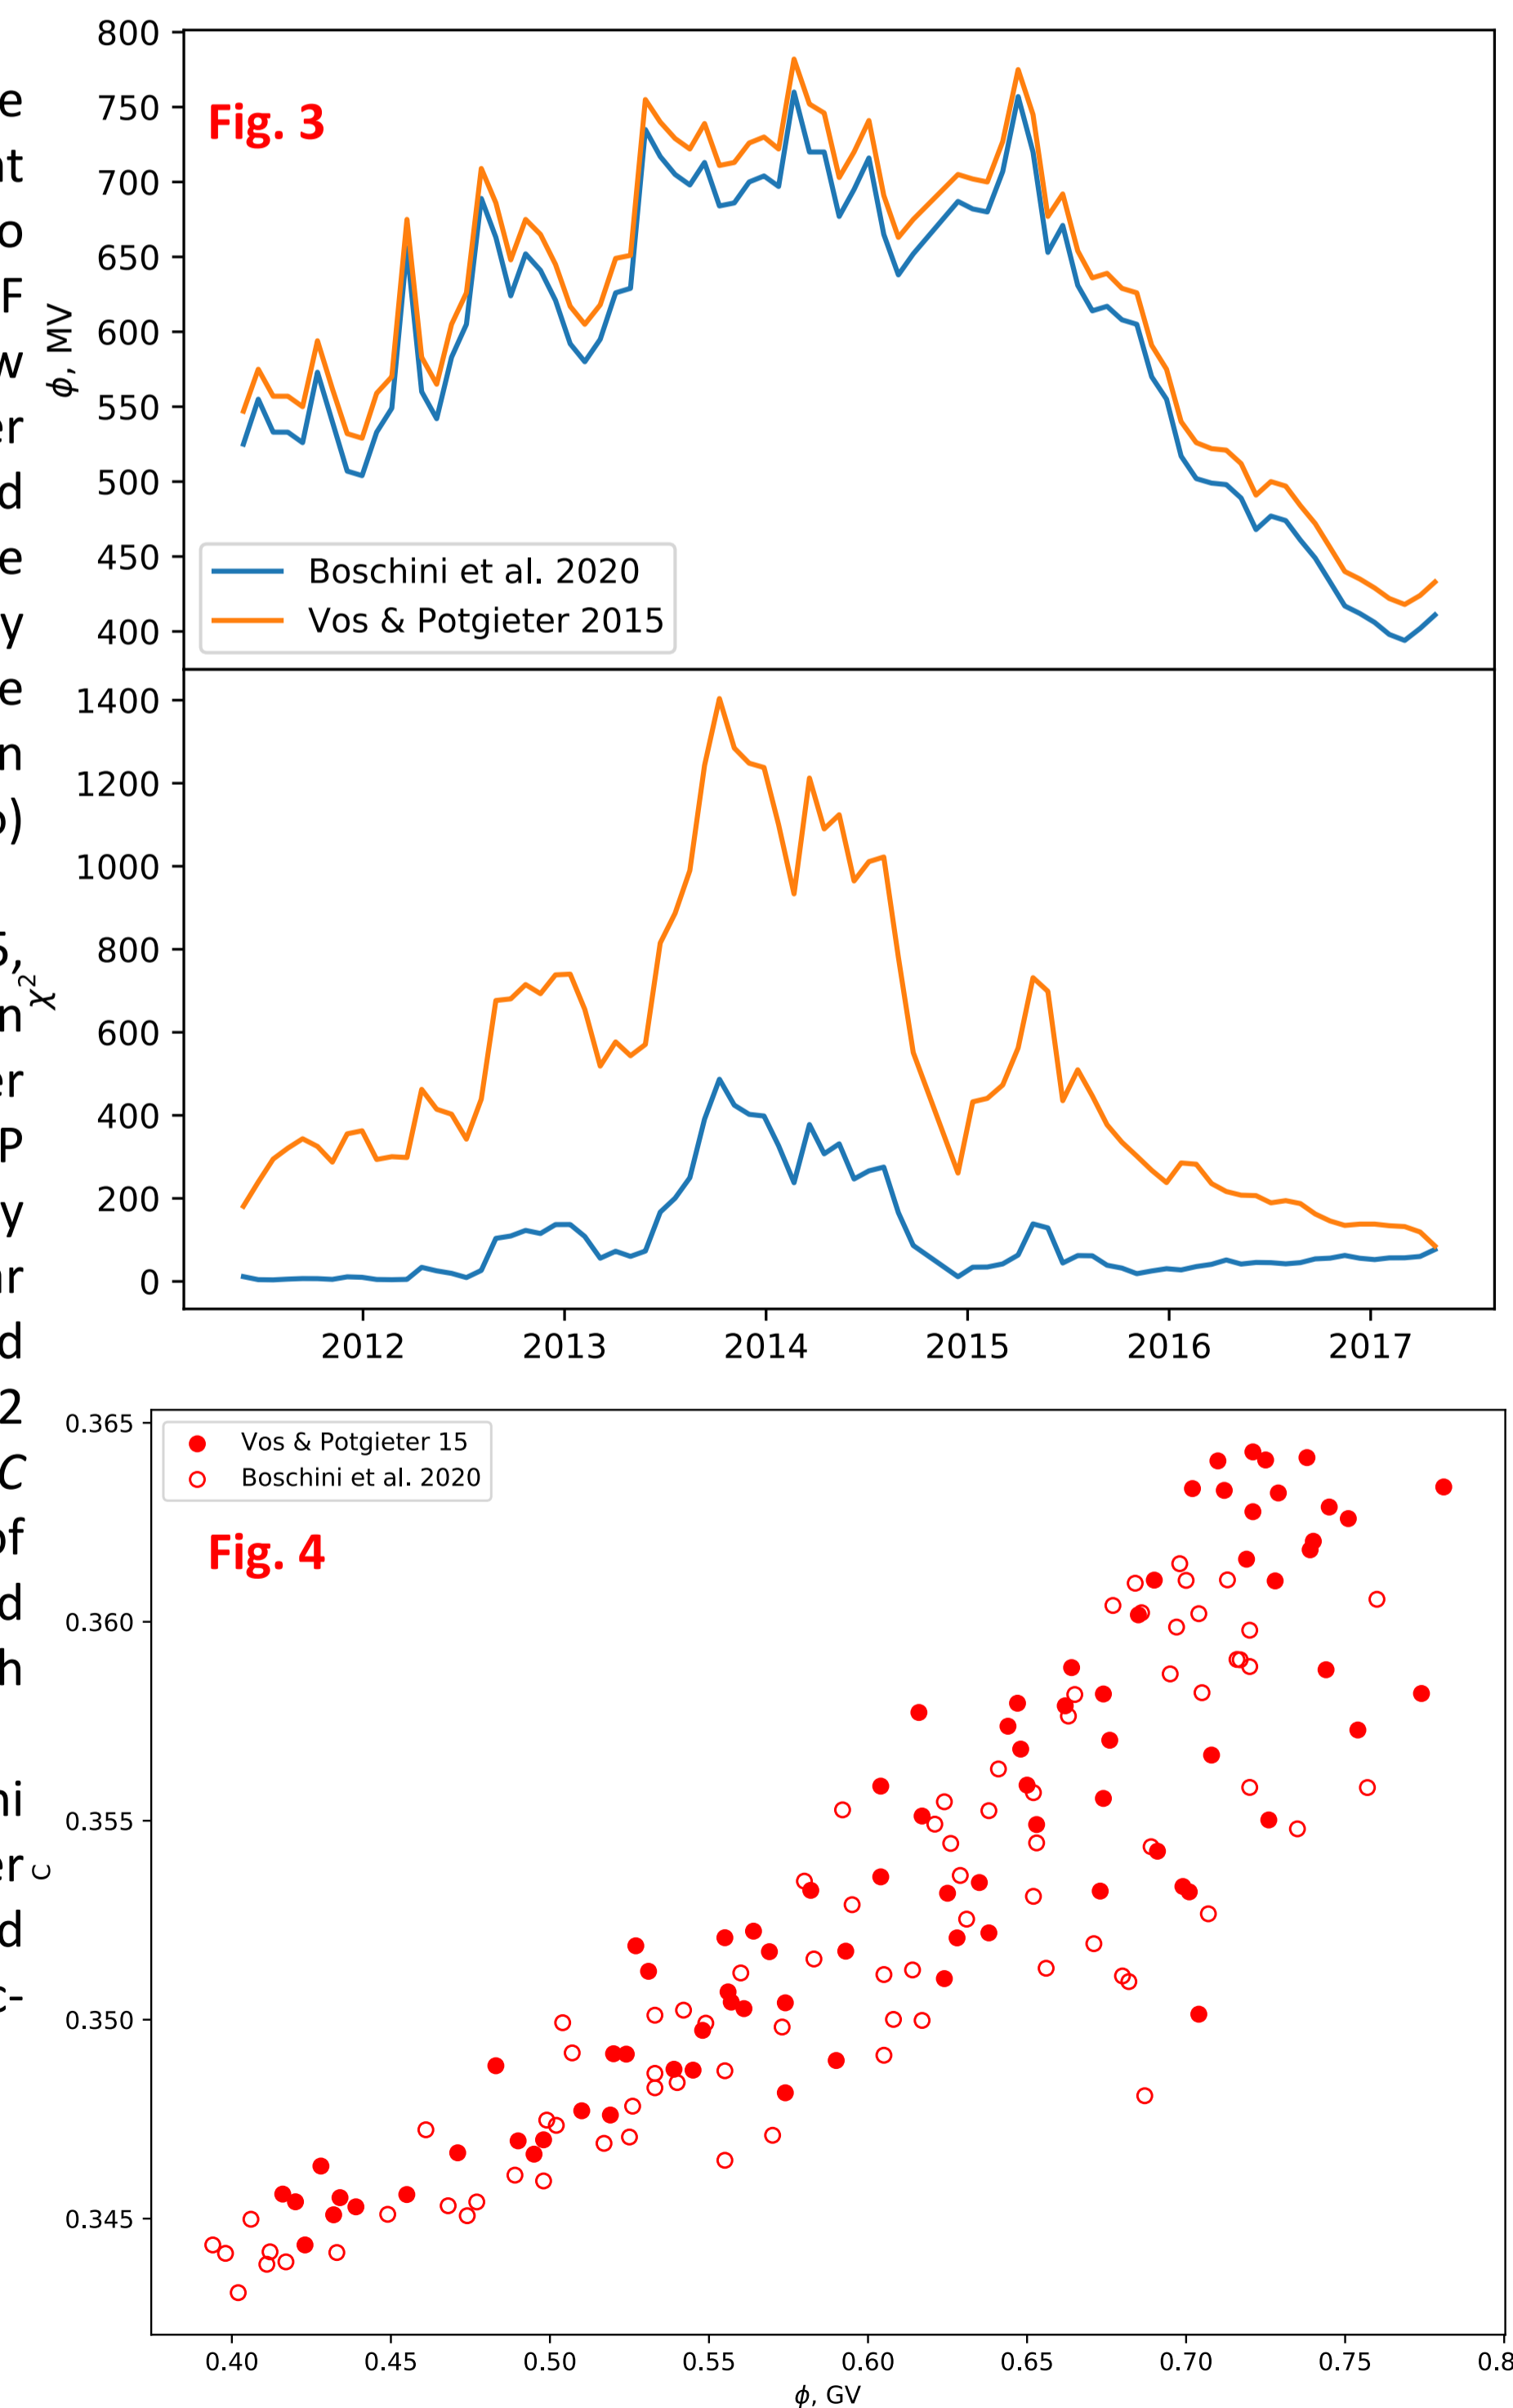 800
750
700
650
600
550
500
450
400
ϕ, MV
Fig. 3
Boschini et al. 2020
Vos & Potgieter 2015
1400
1200
1000
800
600
400
200
0
χ²
2012 2013 2014 2015 2016 2017
0.365
0.360
0.355
0.350
0.345
C
Vos & Potgieter 15
Boschini et al. 2020
Fig. 4
0.40 0.45 0.50 0.55 0.60 0.65 0.70 0.75 0.8
ϕ, GV